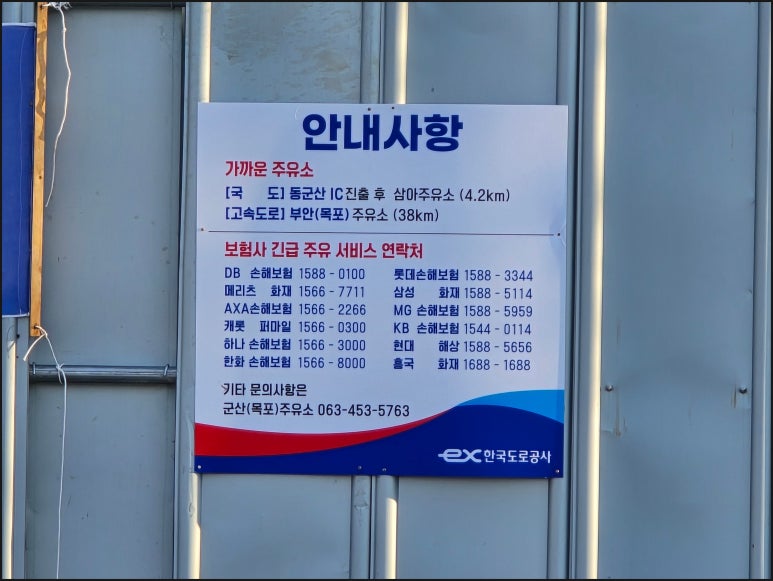 안내사항
가까운 주유소
[국 도] 동군산 IC진출 후 삼아주유소 (4.2km)
[고속도로] 부안(목포) 주유소 (38km)
보험사 긴급 주유 서비스 연락처
DB 손해보험 1588 - 0100 롯데손해보험 1588 - 3344
메리츠 화재 1566 - 7711 삼성 화재 1588 - 5114
AXA손해보험 1566 - 2266 MG 손해보험 1588 - 5959
캐롯 퍼마일 1566 - 0300 KB 손해보험 1544 - 0114
하나 손해보험 1566 - 3000 현대 해상 1588 - 5656
한화 손해보험 1566 - 8000 흥국 화재 1688 - 1688
키타 문의사항은
군산(목포)주유소 063-453-5763
ex 한국도로공사